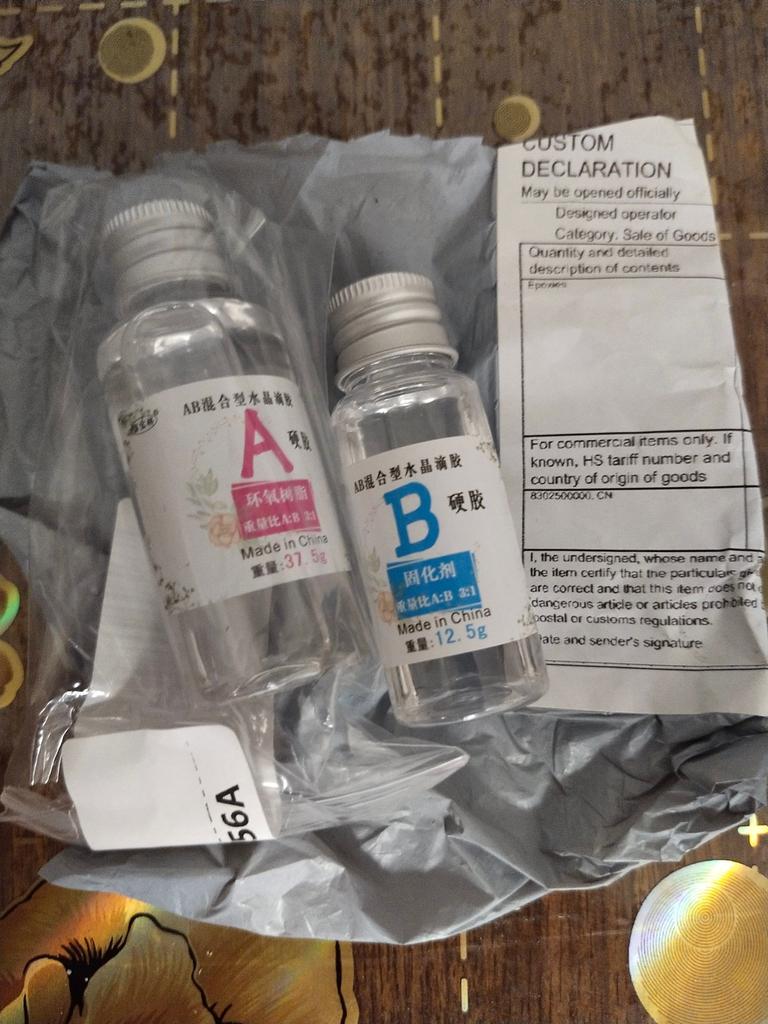 AB混合型水晶滴胶
A
硬胶
环氧树脂
重量比A:B 3:1
Made in China
重量:37.5g
56A
AB混合型水晶滴胶
B
硬胶
固化剂
重量比A:B 3:1
Made in China
重量:12.5g
CUSTOM
DECLARATION
May be opened officially
Designed operator
Category: Sale of Goods
Quantity and detailed
description of contents
Epoxies
For commercial items only. If
known, HS tariff number and
country of origin of goods
8302500000, CN
I, the undersigned, whose name and
the item certify that the particulars
are correct and that this item does not
dangerous article or articles prohibited
postal or customs regulations.
Date and sender's signature